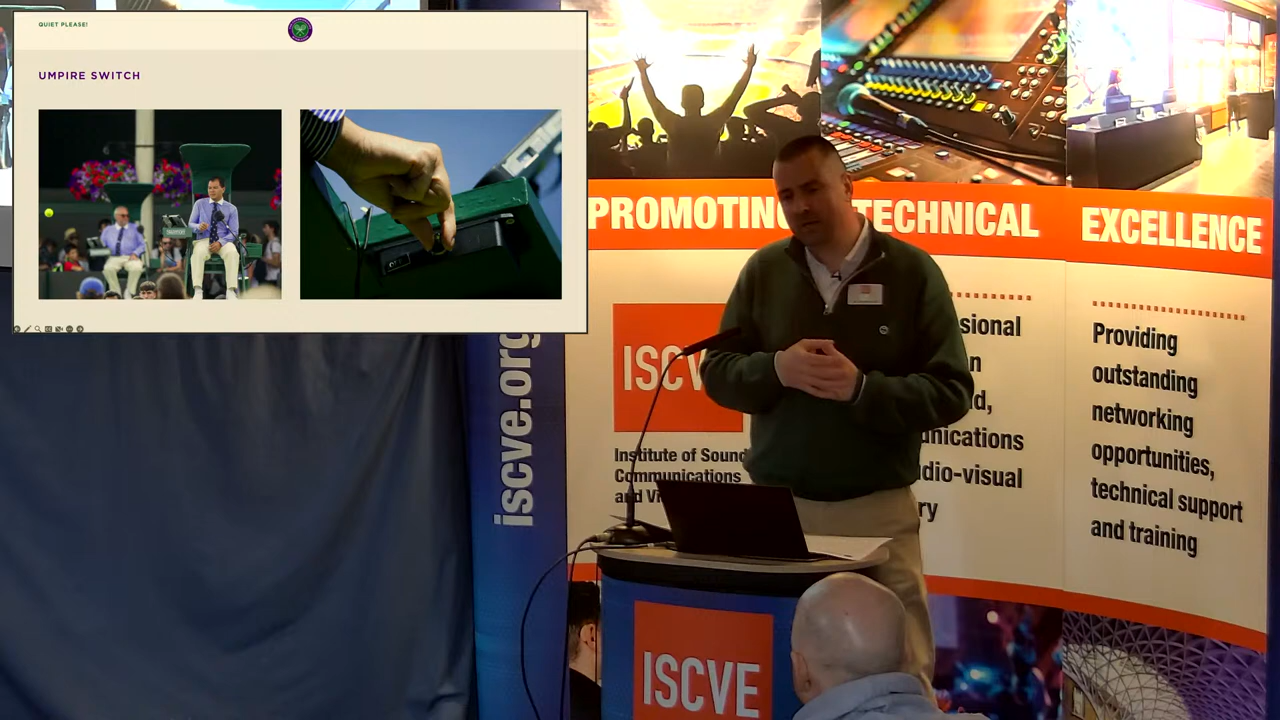 QUIET PLEASE!
UMPIRE SWITCH
PROMOTING TECHNICAL EXCELLENCE
iscve.org
ISCV
Institute of Sound
Communications
and Vi
sional
n
d,
unications
dio-visual
ry
Providing
outstanding
networking
opportunities,
technical support
and training
ISCVE